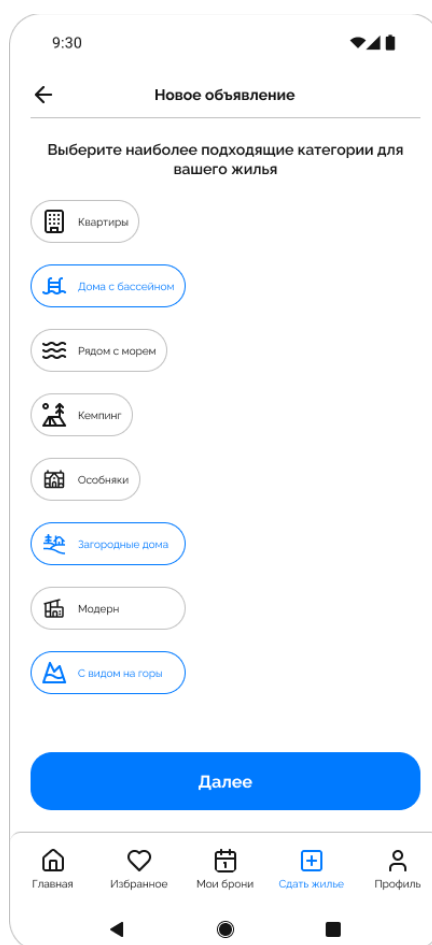 9:30
Новое объявление
Выберите наиболее подходящие категории для
вашего жилья
Квартиры
Дома с бассейном
Рядом с морем
Кемпинг
Особняки
Загородные дома
Модерн
С видом на горы
Далее
1
Главная Избранное Мои брони Сдать жилье Профиль